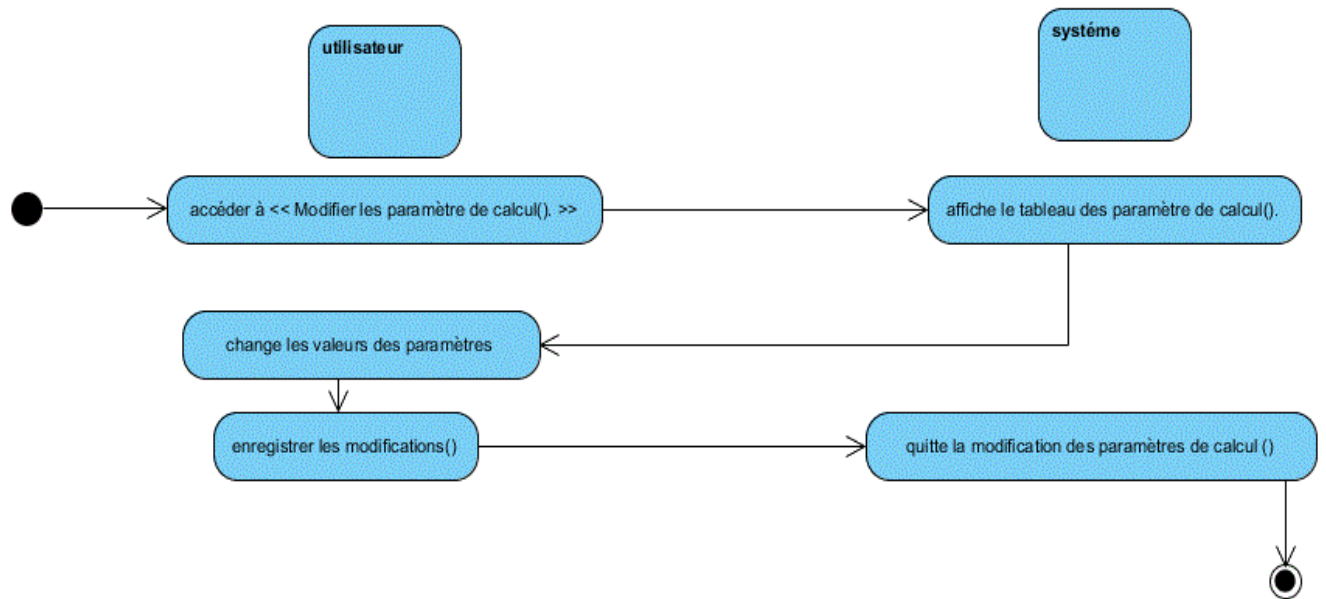 utilisateur
systéme
accéder à << Modifier les paramètre de calcul(). >>
affiche le tableau des paramètre de calcul().
change les valeurs des paramètres
enregistrer les modifications()
quitte la modification des paramètres de calcul ()